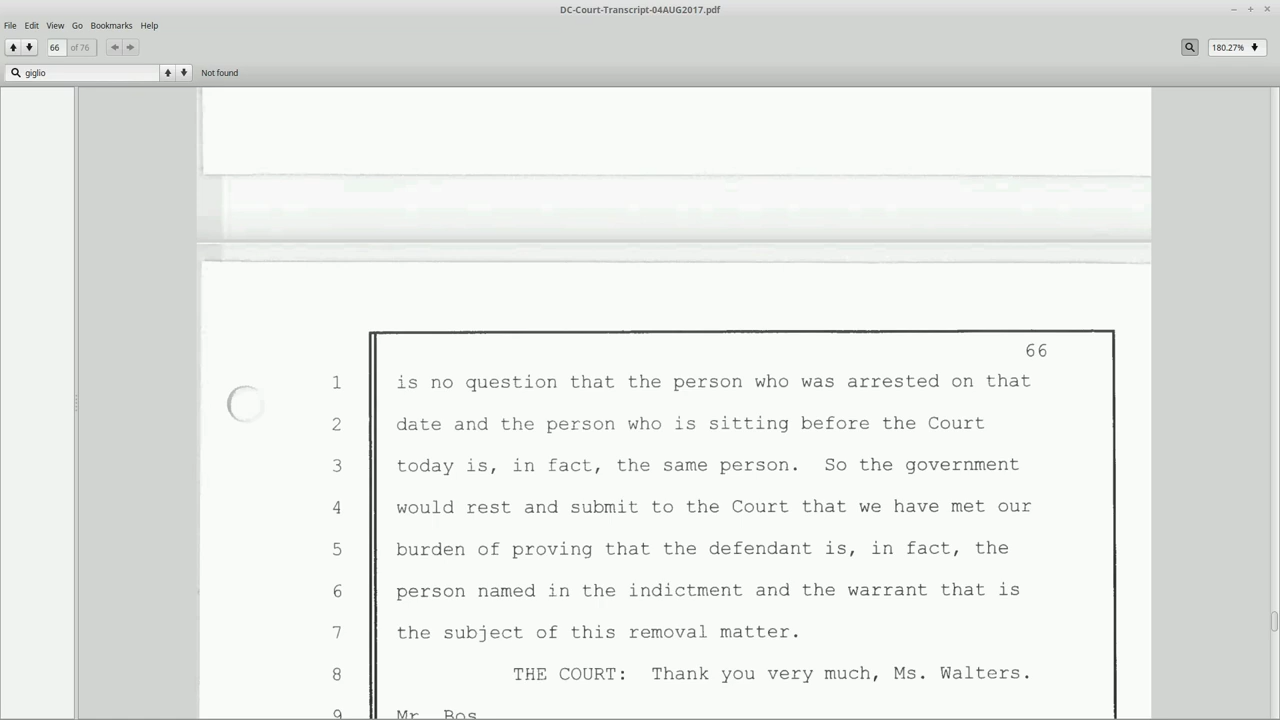 DC-Court-Transcript-04AUG2017.pdf
File Edit View Go Bookmarks Help
66 of 76
180.27%
giglio
Not found
66
1 is no question that the person who was arrested on that
2 date and the person who is sitting before the Court
3 today is, in fact, the same person. So the government
4 would rest and submit to the Court that we have met our
5 burden of proving that the defendant is, in fact, the
6 person named in the indictment and the warrant that is
7 the subject of this removal matter.
8 THE COURT: Thank you very much, Ms. Walters.
9 Mr. Bos